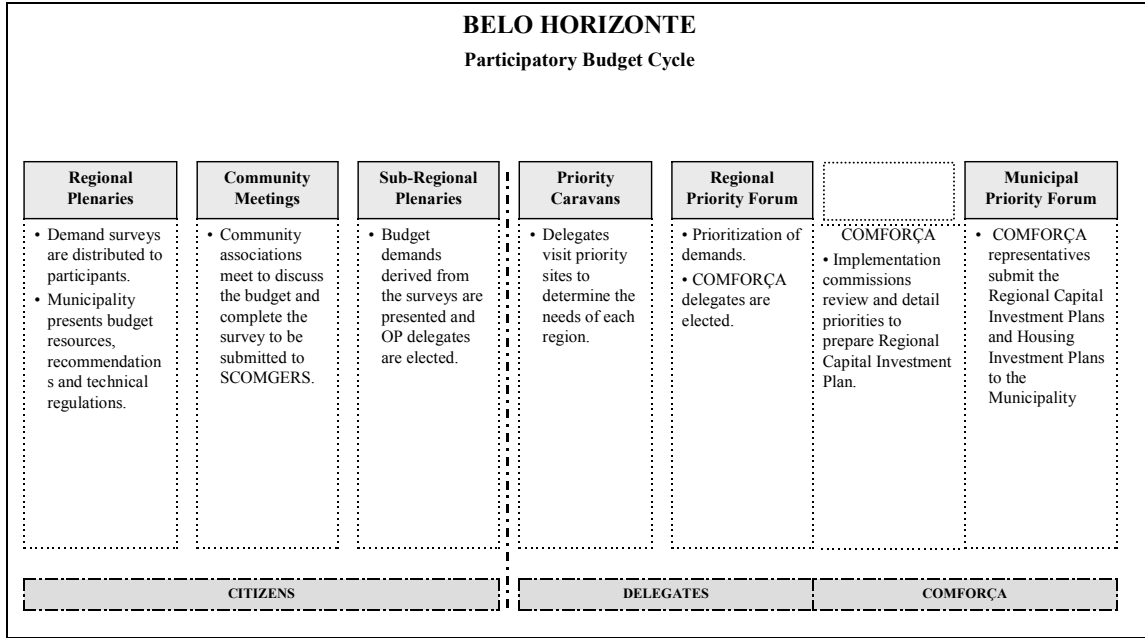 BELO HORIZONTE
Participatory Budget Cycle
Regional
Plenaries
• Demand surveys
are distributed to
participants.
• Municipality
presents budget
resources,
recommendation
s and technical
regulations.
Community
Meetings
• Community
associations
meet to discuss
the budget and
complete the
survey to be
submitted to
SCOMGERS.
Sub-Regional
Plenaries
• Budget
demands
derived from
the surveys are
presented and
OP delegates
are elected.
Priority
Caravans
• Delegates
visit priority
sites to
determine the
needs of each
region.
Regional
Priority Forum
• Prioritization of
demands.
• COMFORÇA
delegates are
elected.
COMFORÇA
• Implementation
commissions
review and detail
priorities to
prepare Regional
Capital Investment
Plan.
Municipal
Priority Forum
• COMFORÇA
representatives
submit the
Regional Capital
Investment Plans
and Housing
Investment Plans
to the
Municipality
CITIZENS
DELEGATES
COMFORÇA